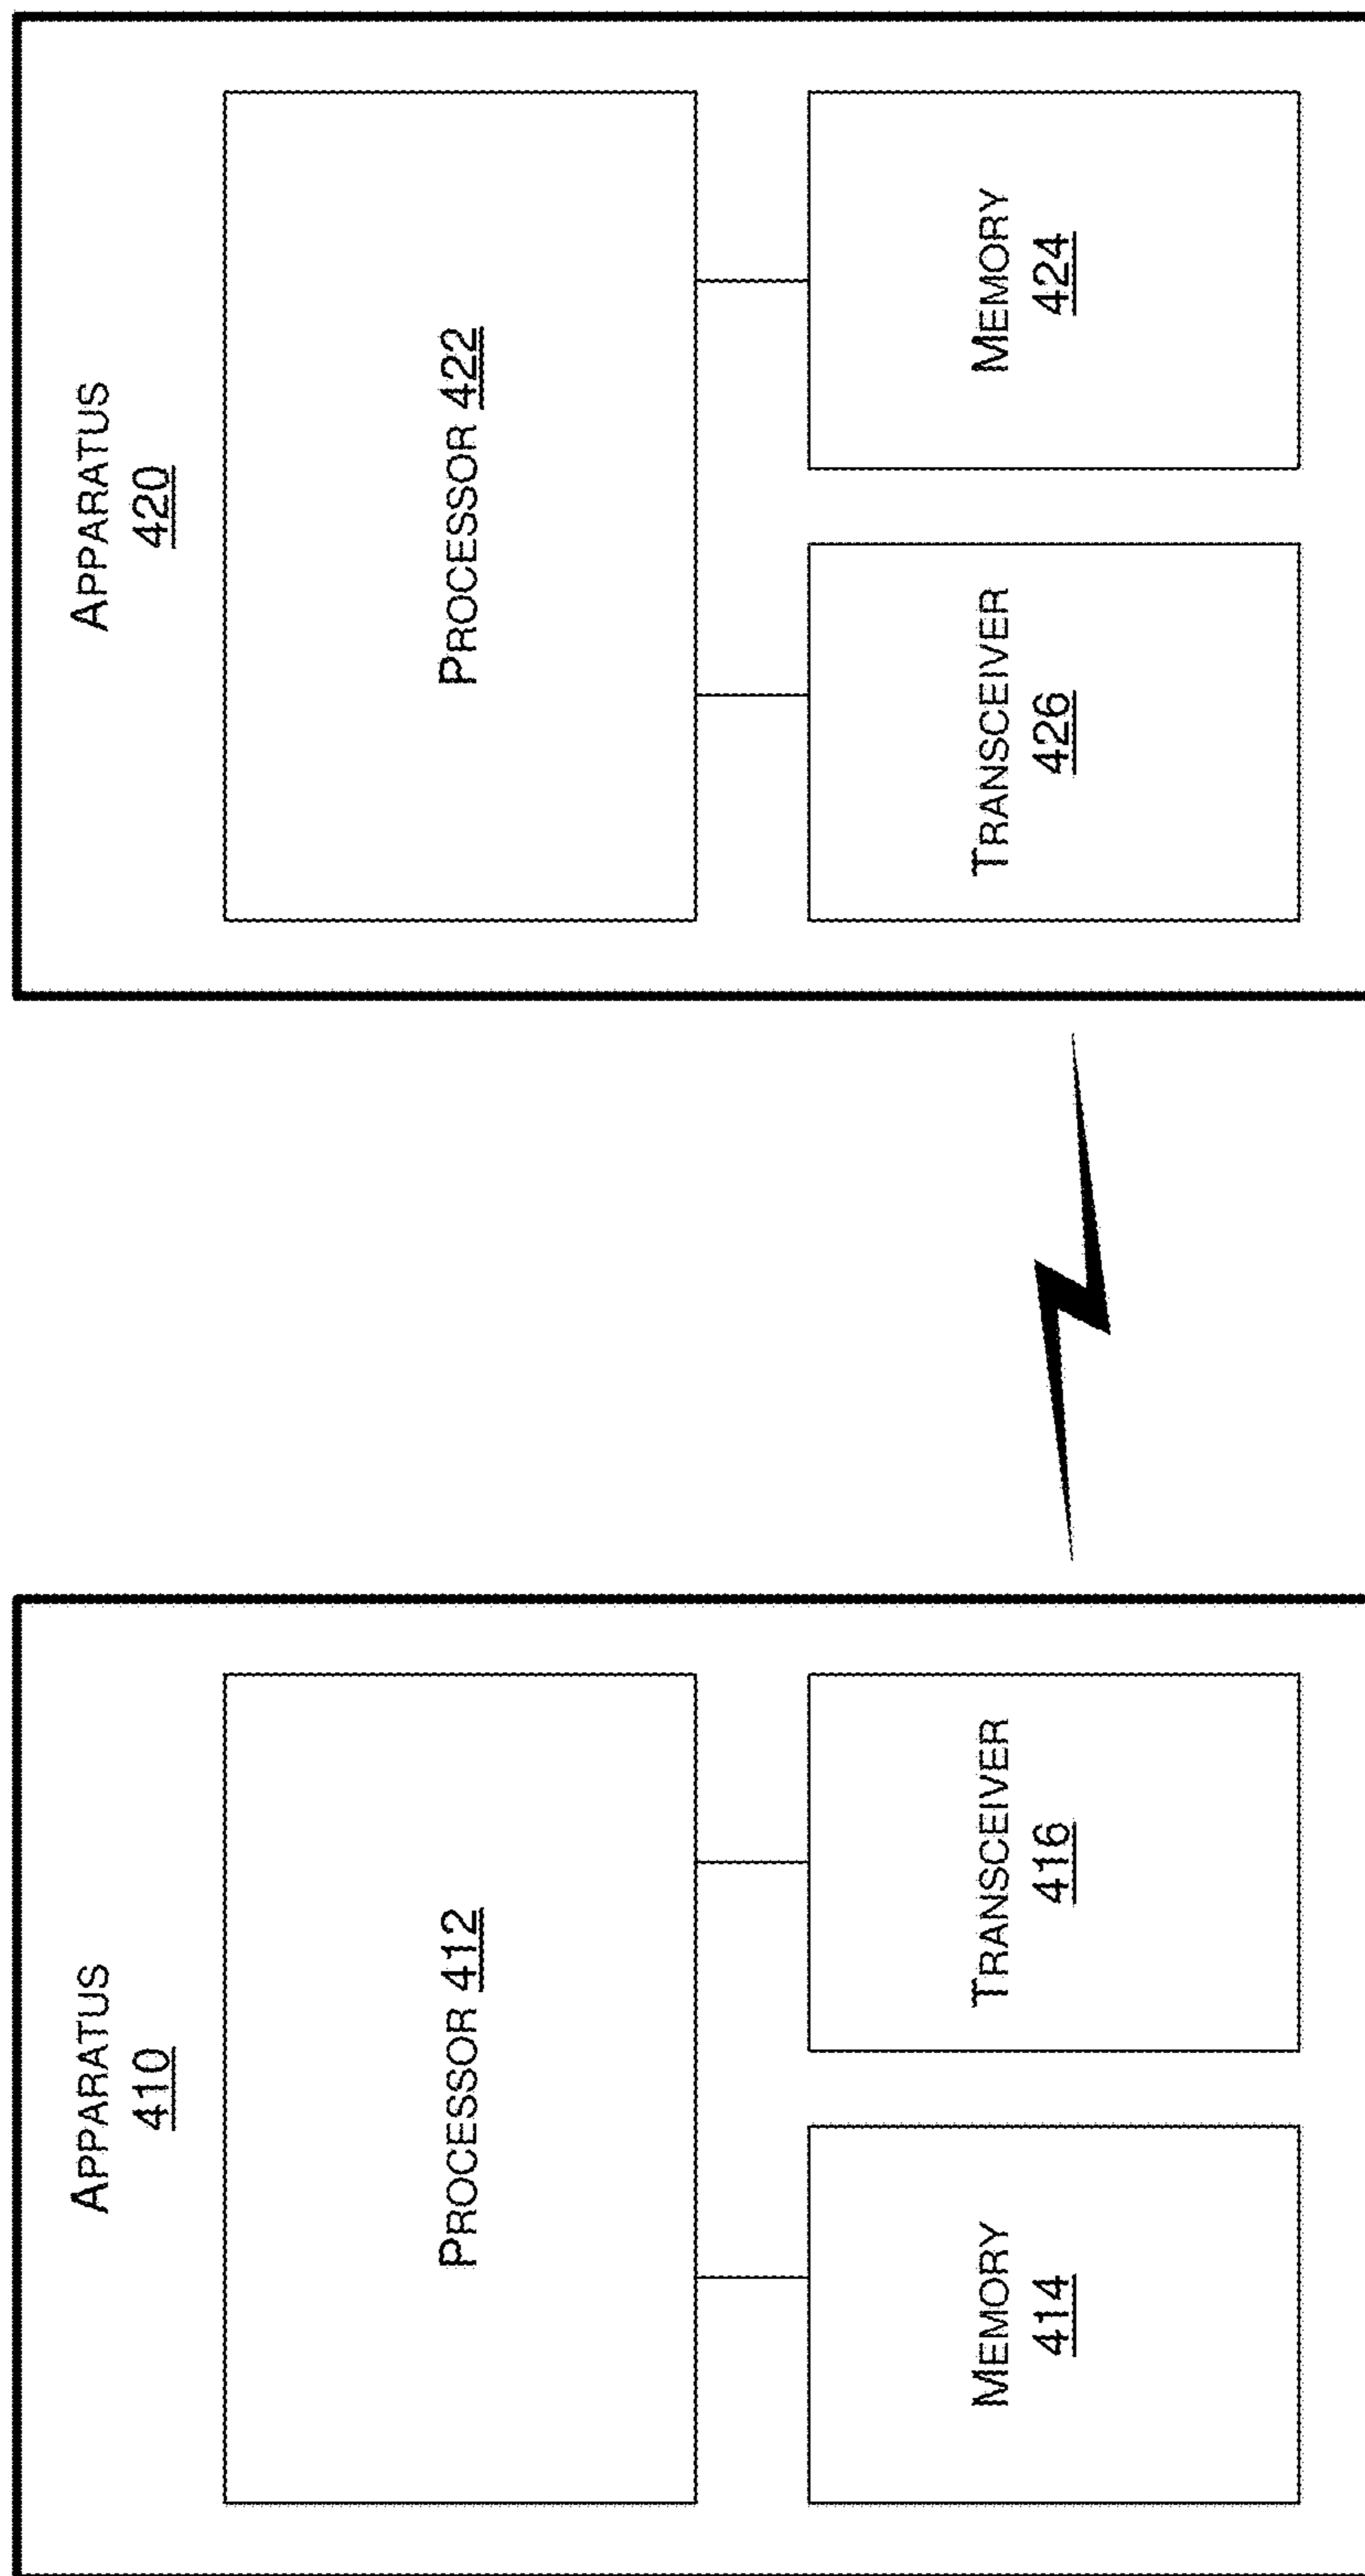 APPARATUS
410
PROCESSOR 412
MEMORY
414
TRANSCEIVER
416
APPARATUS
420
PROCESSOR 422
TRANSCEIVER
426
MEMORY
424